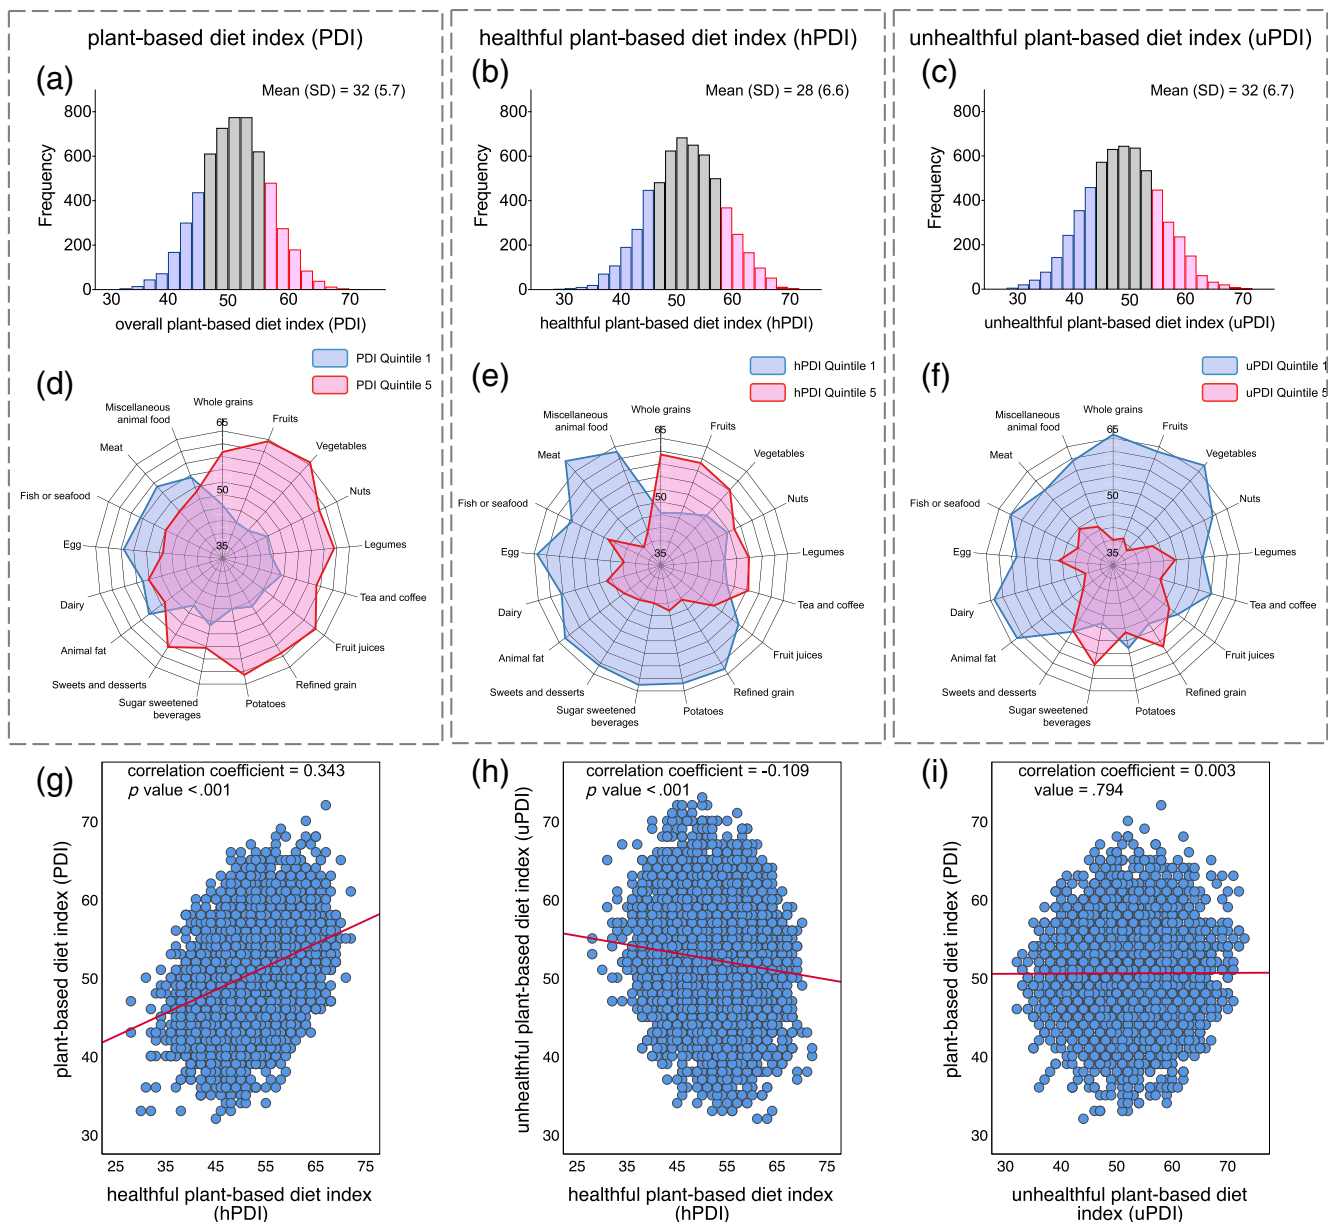 plant-based diet index (PDI)
(a)
Mean (SD) = 32 (5.7)
Frequency
800
600
400
200
0
30 40 50 60 70
overall plant-based diet index (PDI)
healthful plant-based diet index (hPDI)
(b)
Mean (SD) = 28 (6.6)
Frequency
800
600
400
200
0
30 40 50 60 70
healthful plant-based diet index (hPDI)
unhealthful plant-based diet index (uPDI)
(c)
Mean (SD) = 32 (6.7)
Frequency
800
600
400
200
0
30 40 50 60 70
unhealthful plant-based diet index (uPDI)
(d)
PDI Quintile 1
PDI Quintile 5
Whole grains
Fruits
Vegetables
Nuts
Legumes
Tea and coffee
Fruit juices
Refined grain
Potatoes
Sugar sweetened
beverages
Sweets and desserts
Animal fat
Dairy
Egg
Fish or seafood
Meat
Miscellaneous
animal food
65
50
35
(e)
hPDI Quintile 1
hPDI Quintile 5
Whole grains
Fruits
Vegetables
Nuts
Legumes
Tea and coffee
Fruit juices
Refined grain
Potatoes
Sugar sweetened
beverages
Sweets and desserts
Animal fat
Dairy
Egg
Fish or seafood
Meat
Miscellaneous
animal food
65
50
35
(f)
uPDI Quintile 1
uPDI Quintile 5
Whole grains
Fruits
Vegetables
Nuts
Legumes
Tea and coffee
Fruit juices
Refined grain
Potatoes
Sugar sweetened
beverages
Sweets and desserts
Animal fat
Dairy
Egg
Fish or seafood
Meat
Miscellaneous
animal food
65
50
35
(g)
correlation coefficient = 0.343
p value <.001
plant-based diet index (PDI)
70
60
50
40
30
25 35 45 55 65 75
healthful plant-based diet index
(hPDI)
(h)
correlation coefficient = -0.109
p value <.001
unhealthful plant-based diet index (uPDI)
70
60
50
40
30
25 35 45 55 65 75
healthful plant-based diet index
(hPDI)
(i)
correlation coefficient = 0.003
value = .794
plant-based diet index (PDI)
70
60
50
40
30
30 40 50 60 70
unhealthful plant-based diet
index (uPDI)